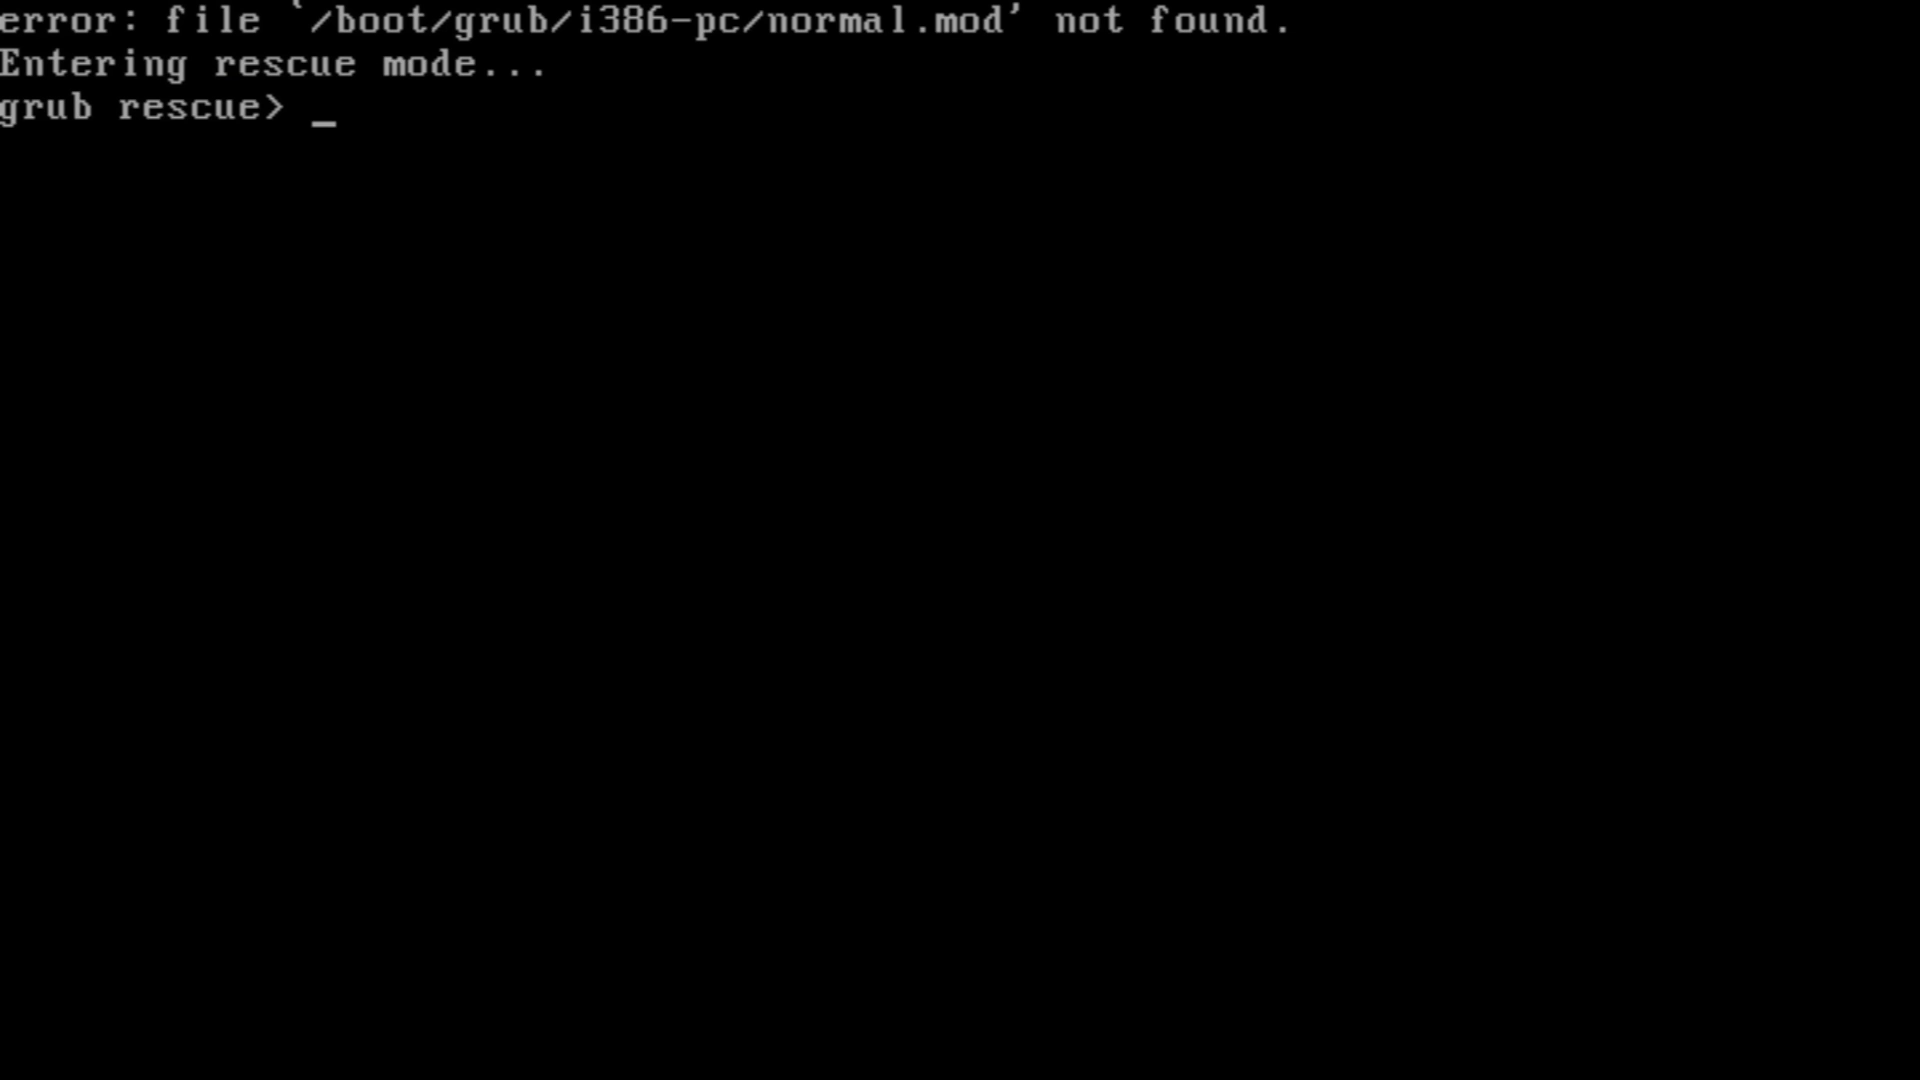 error: file `/boot/grub/i386-pc/normal.mod' not found.
Entering rescue mode...
grub rescue> _